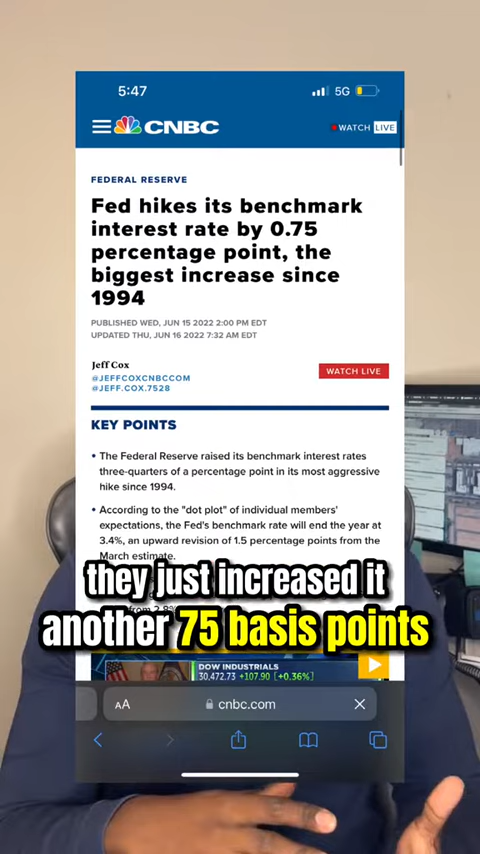 5:47
5G
CNBC
WATCH LIVE
FEDERAL RESERVE
Fed hikes its benchmark
interest rate by 0.75
percentage point, the
biggest increase since
1994
PUBLISHED WED, JUN 15 2022 2:00 PM EDT
UPDATED THU, JUN 16 2022 7:32 AM EDT
Jeff Cox
@JEFFCOXCNBCCOM
@JEFF.COX.7528
WATCH LIVE
KEY POINTS
• The Federal Reserve raised its benchmark interest rates
three-quarters of a percentage point in its most aggressive
hike since 1994.
• According to the "dot plot" of individual members'
expectations, the Fed's benchmark rate will end the year at
3.4%, an upward revision of 1.5 percentage points from the
March estimate.
they just increased it
another 75 basis points
from 2.8%
DOW INDUSTRIALS
30,472.73 +107.90 [+0.36%]
AA
cnbc.com